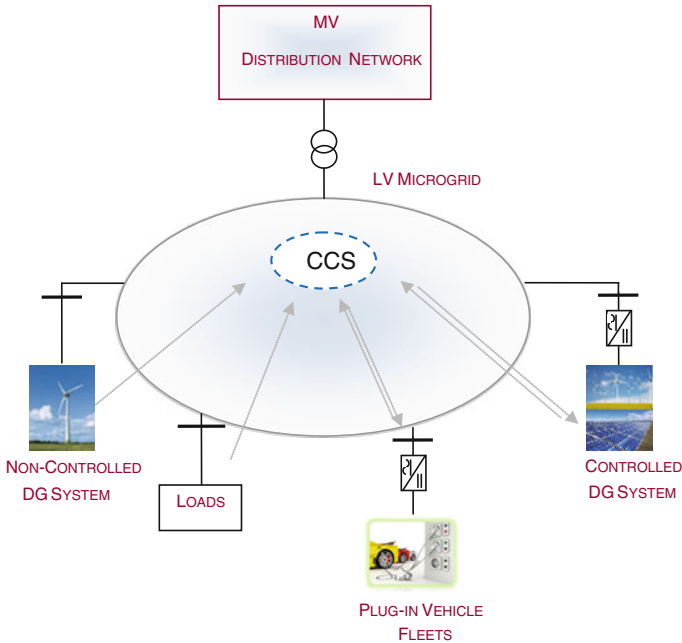 MV
DISTRIBUTION NETWORK
LV MICROGRID
CCS
NON-CONTROLLED
DG SYSTEM
LOADS
CONTROLLED
DG SYSTEM
PLUG-IN VEHICLE
FLEETS